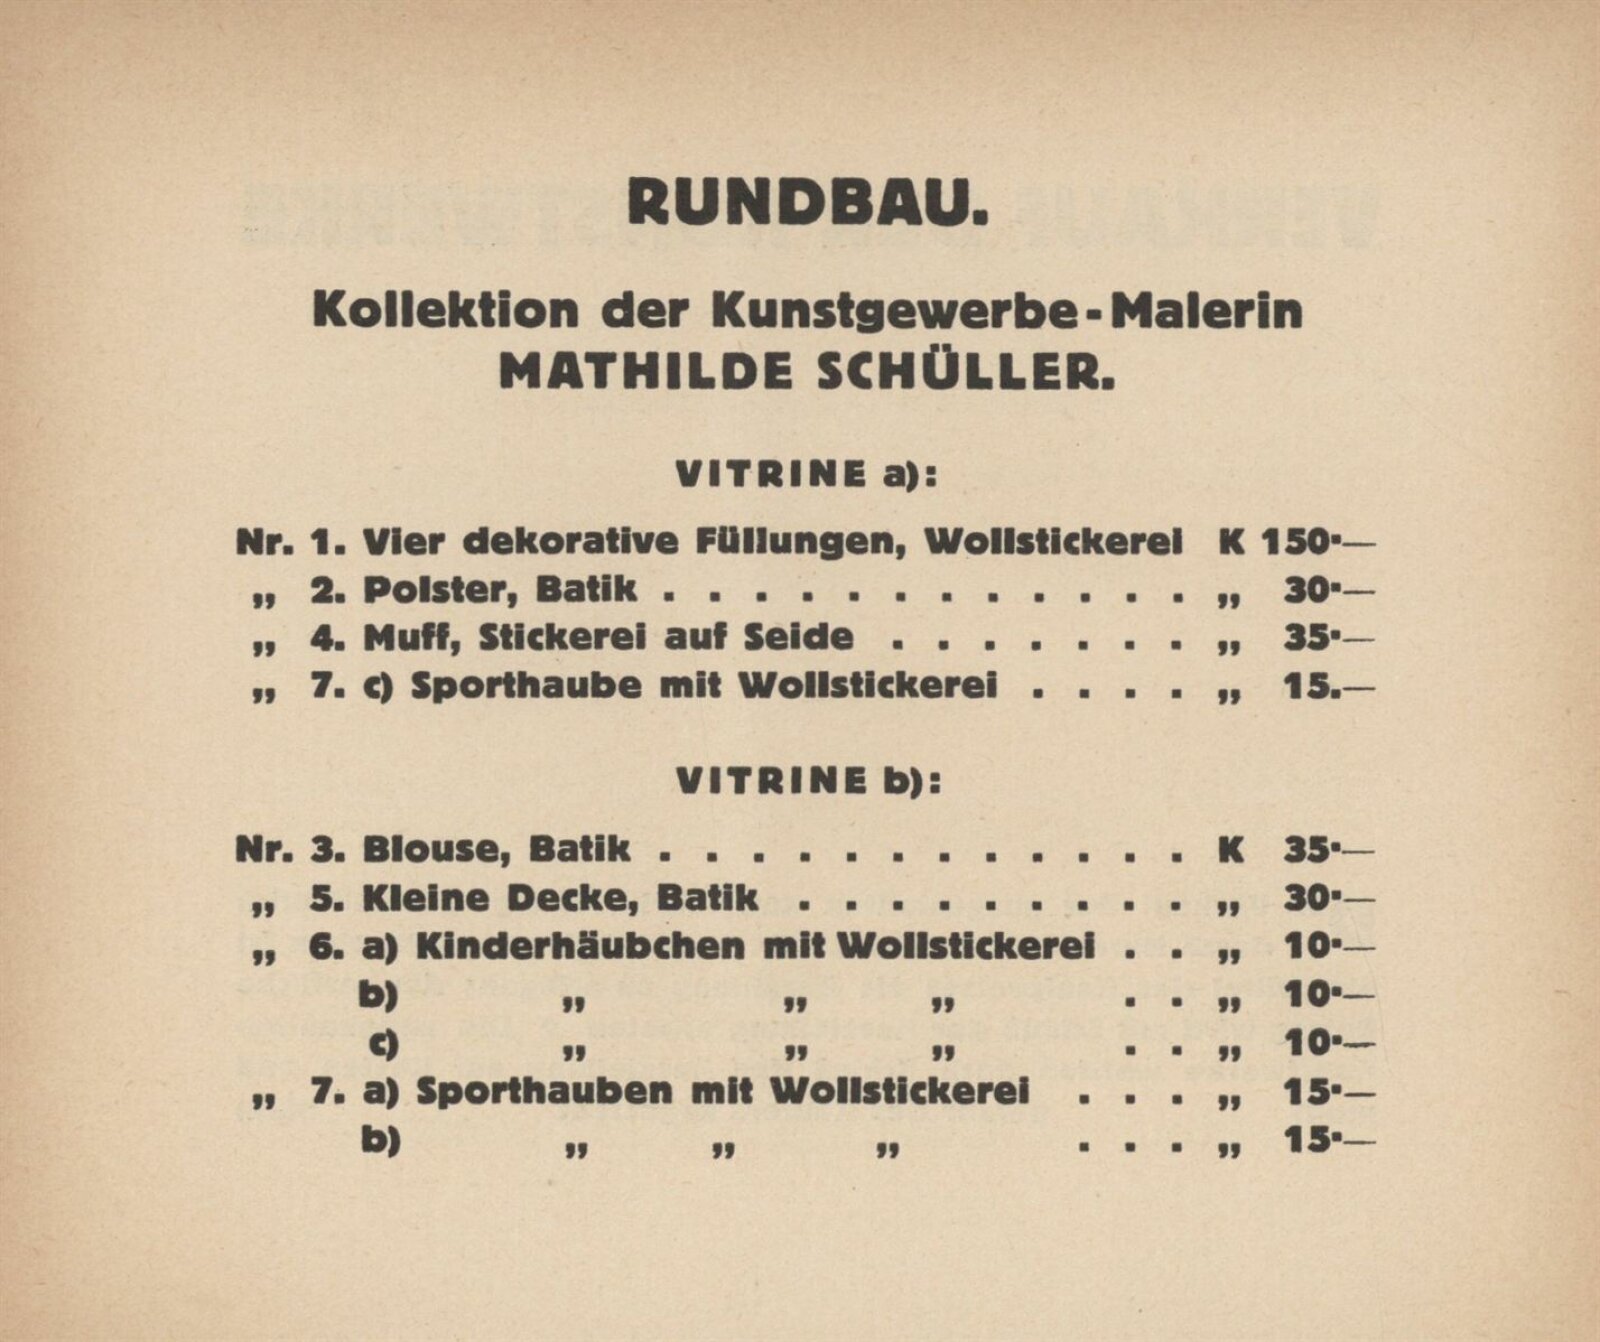 RUNDBAU.
Kollektion der Kunstgewerbe-Malerin
MATHILDE SCHÜLLER.
VITRINE a):
Nr. 1. Vier dekorative Füllungen, Wollstickerei K 150·—
„ 2. Polster, Batik . . . . . . . . . . . . „ 30·—
„ 4. Muff, Stickerei auf Seide . . . . . . . „ 35·—
„ 7. c) Sporthaube mit Wollstickerei . . . . „ 15.—
VITRINE b):
Nr. 3. Blouse, Batik . . . . . . . . . . . . K 35·—
„ 5. Kleine Decke, Batik . . . . . . . . . „ 30·—
„ 6. a) Kinderhäubchen mit Wollstickerei . . „ 10·—
b) „ „ „ . . „ 10·—
c) „ „ „ . . „ 10·—
„ 7. a) Sporthauben mit Wollstickerei . . . „ 15·—
b) „ „ „ . . . „ 15·—